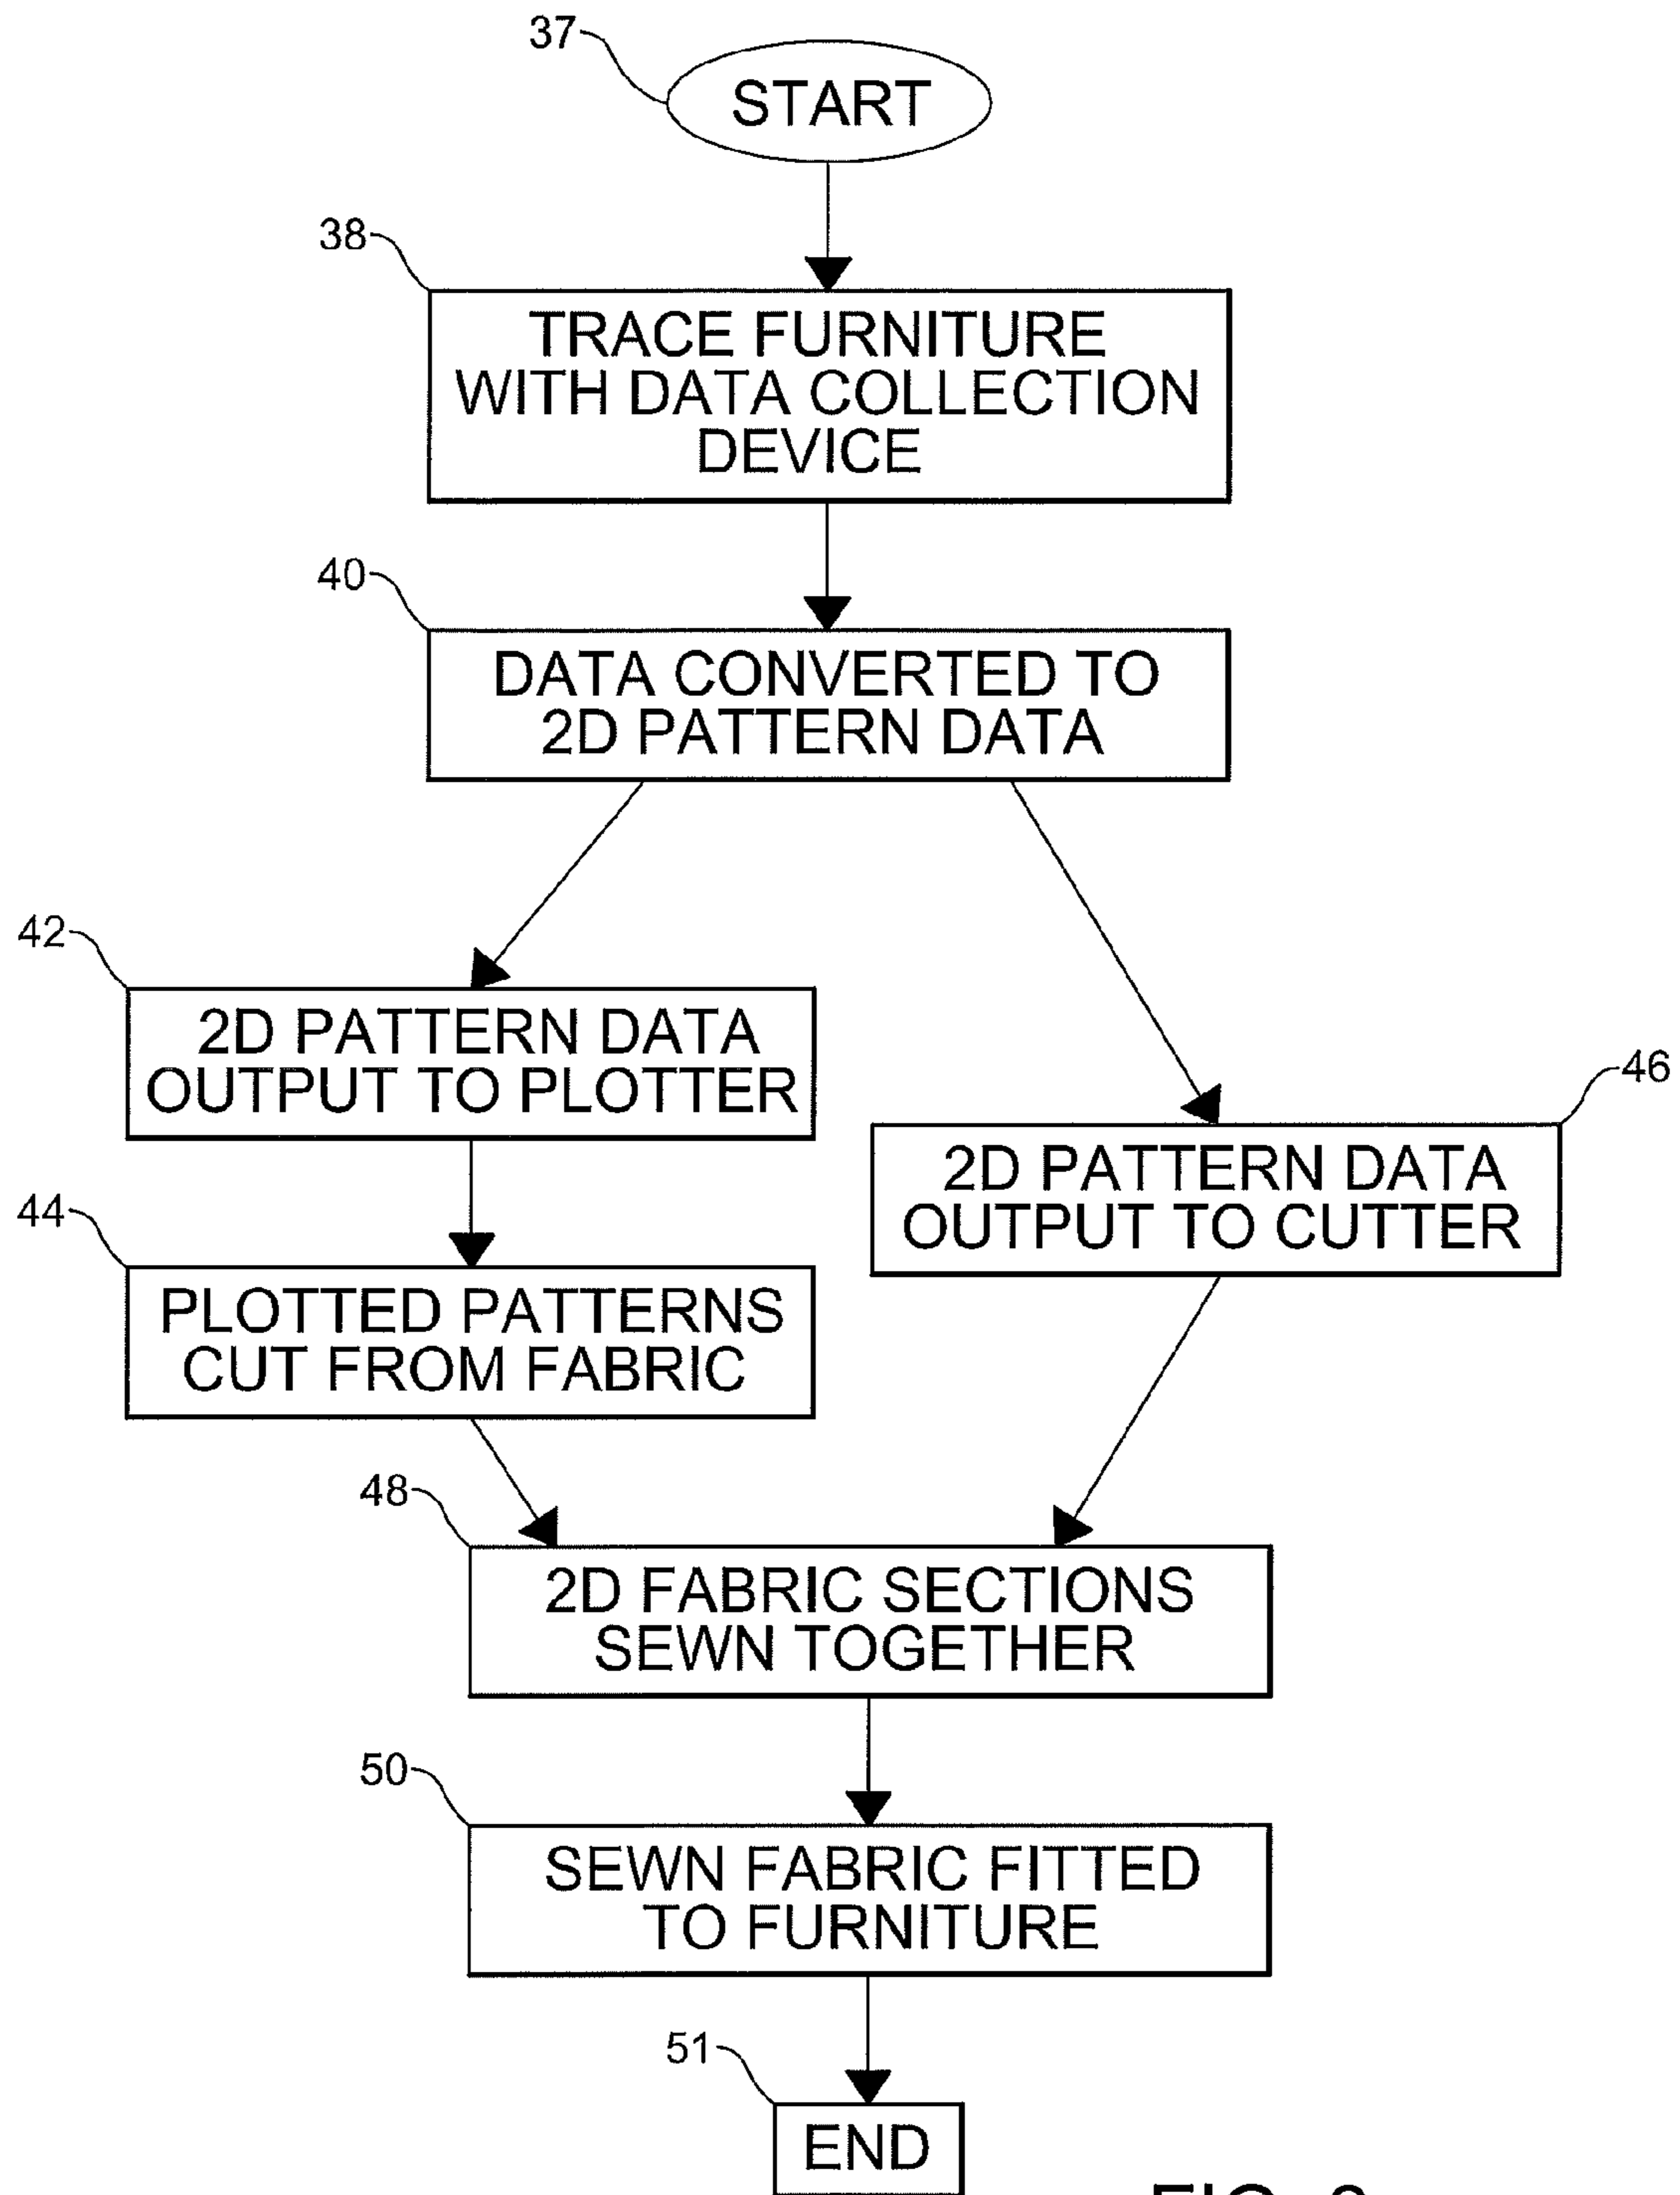 37
START
38
TRACE FURNITURE
WITH DATA COLLECTION
DEVICE
40
DATA CONVERTED TO
2D PATTERN DATA
42
2D PATTERN DATA
OUTPUT TO PLOTTER
46
2D PATTERN DATA
OUTPUT TO CUTTER
44
PLOTTED PATTERNS
CUT FROM FABRIC
48
2D FABRIC SECTIONS
SEWN TOGETHER
50
SEWN FABRIC FITTED
TO FURNITURE
51
END
FIG.